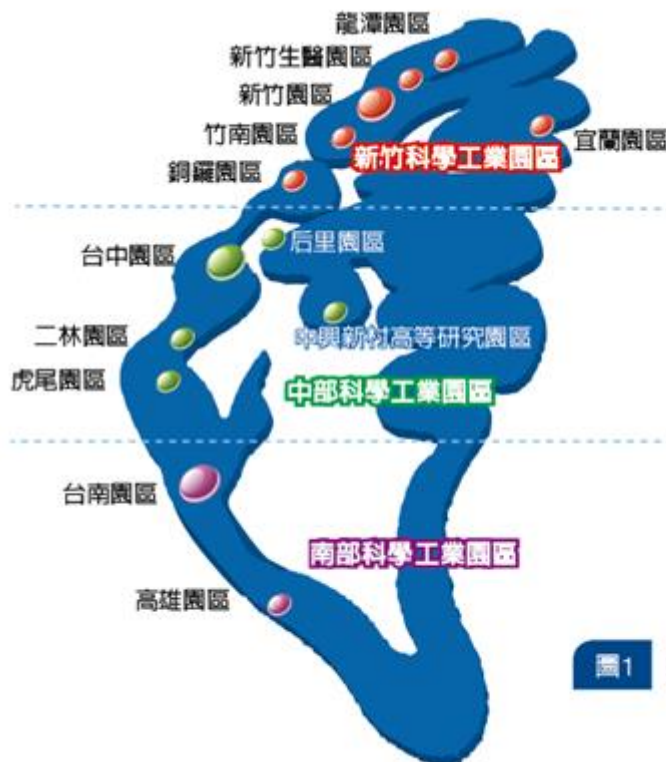 龍潭園區
新竹生醫園區
新竹園區
竹南園區
宜蘭園區
新竹科學工業園區
銅鑼園區
后里園區
台中園區
二林園區
中興新村高等研究園區
虎尾園區
中部科學工業園區
台南園區
南部科學工業園區
高雄園區
圖1